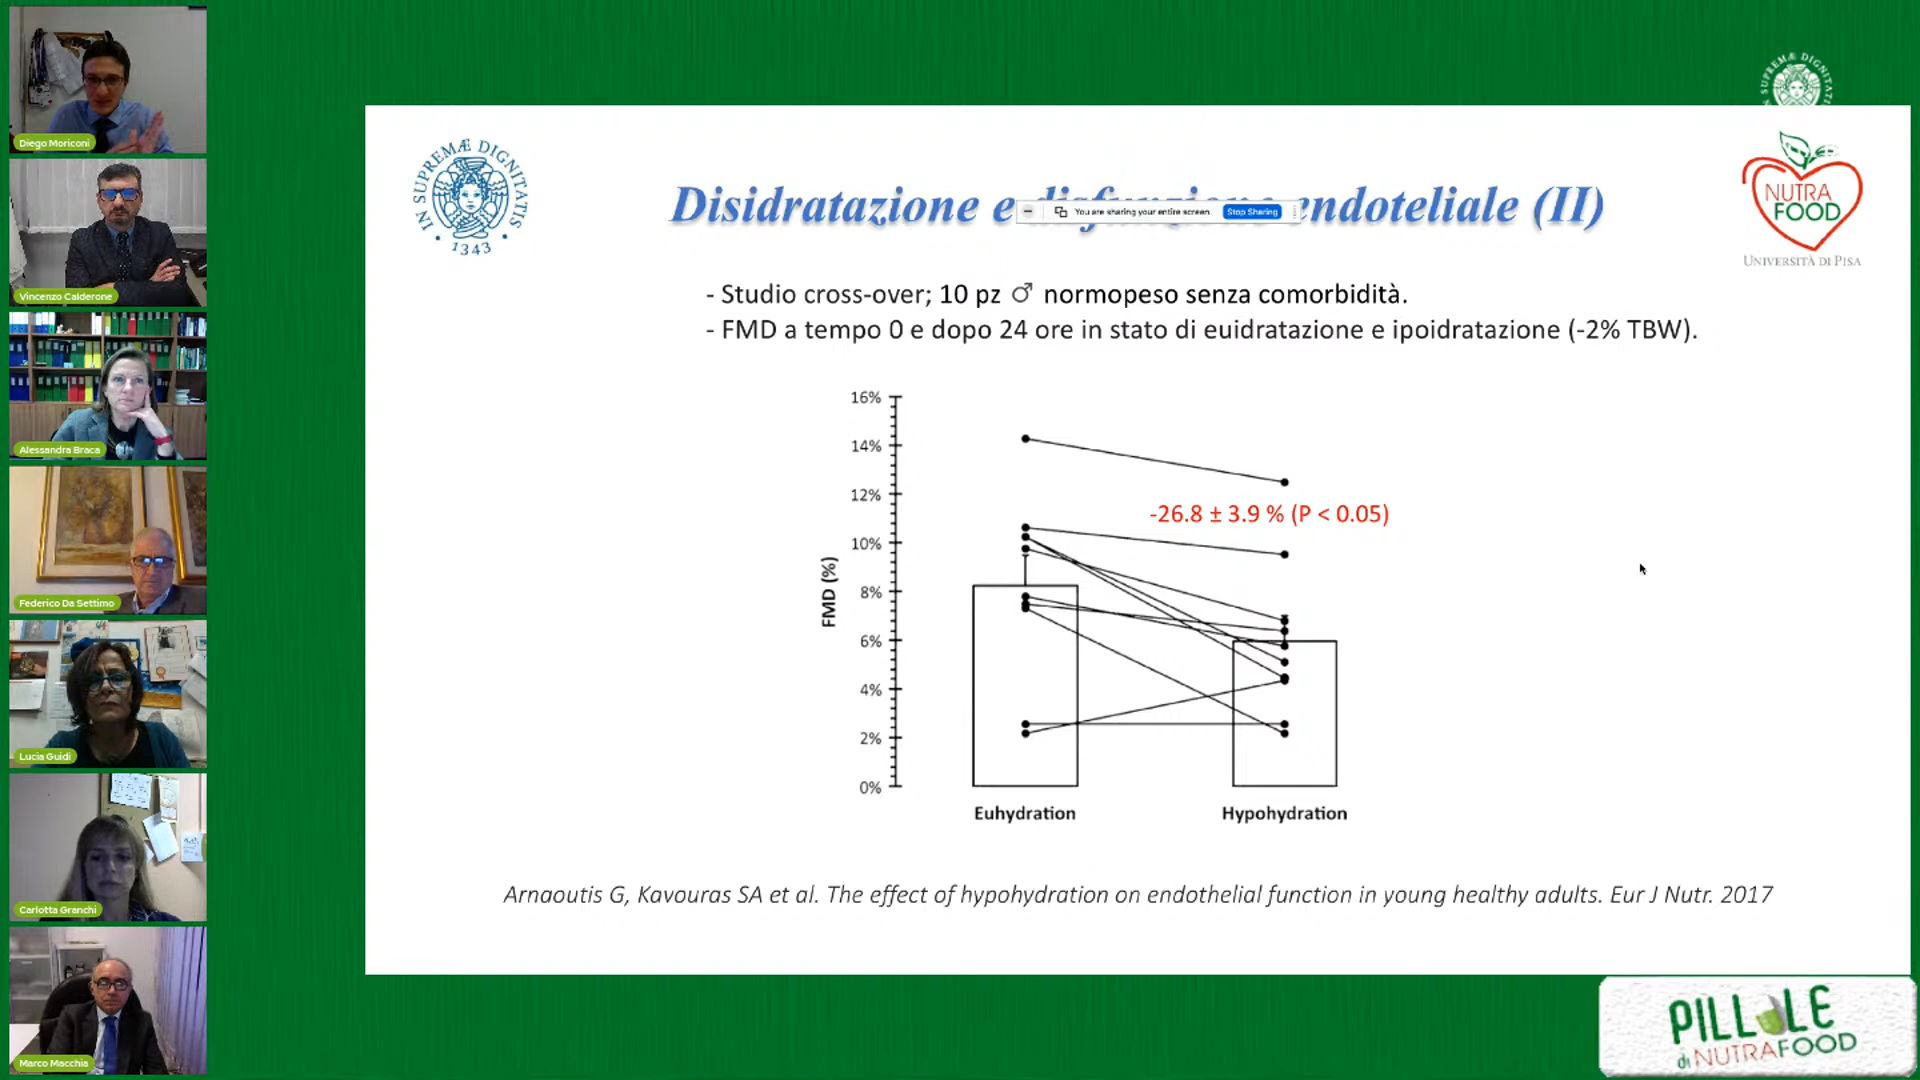 Diego Moriconi
Vincenzo Calderone
Alessandra Braca
Federico Da Settimo
Lucia Guidi
Carlotta Granchi
Marco Macchia
IN SUPREMÆ DIGNITATIS
• 1343 •
Disidratazione e disfunzione endoteliale (II)
You are sharing your entire screen.
Stop Sharing
NUTRA
FOOD
UNIVERSITÀ DI PISA
- Studio cross-over; 10 pz ♂ normopeso senza comorbidità.
- FMD a tempo 0 e dopo 24 ore in stato di euidratazione e ipoidratazione (-2% TBW).
16%
14%
12%
10%
8%
6%
4%
2%
0%
FMD (%)
-26.8 ± 3.9 % (P < 0.05)
Euhydration
Hypohydration
Arnaoutis G, Kavouras SA et al. The effect of hypohydration on endothelial function in young healthy adults. Eur J Nutr. 2017
PILLOLE
di NUTRAFOOD